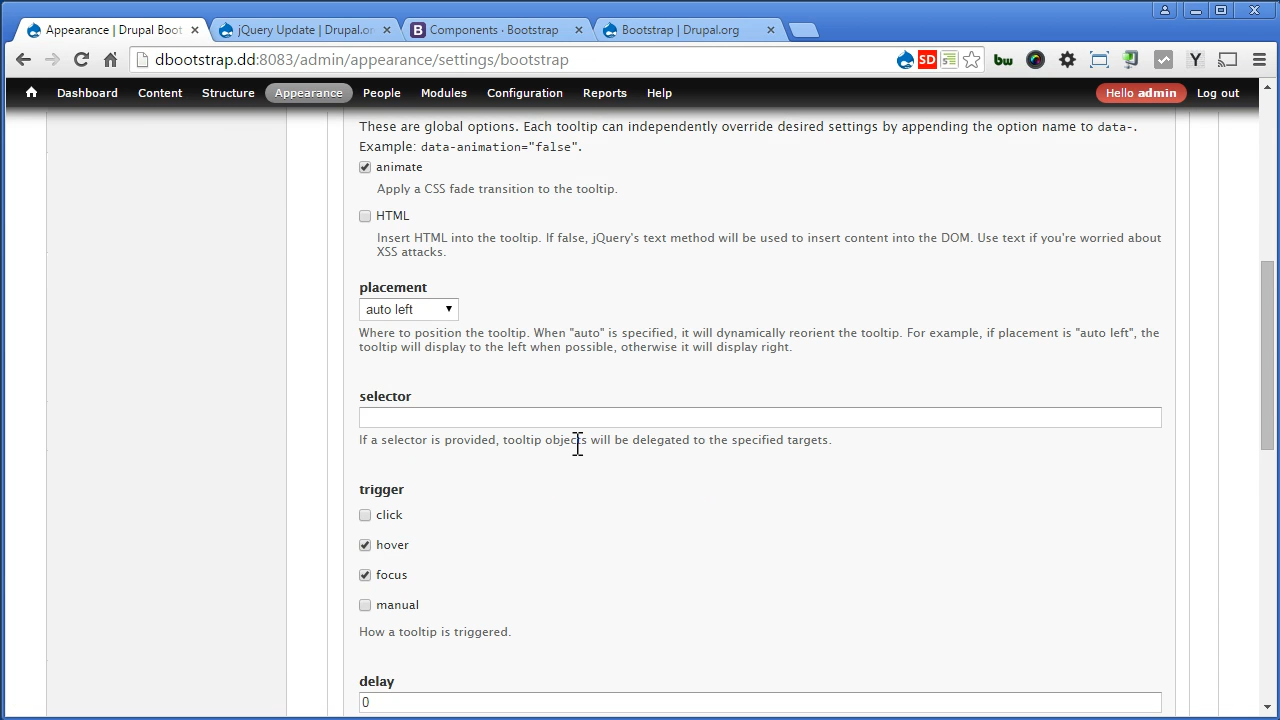 Appearance | Drupal Boot
jQuery Update | Drupal.or
Components · Bootstrap
Bootstrap | Drupal.org
dbootstrap.dd:8083/admin/appearance/settings/bootstrap
SD
bw
Y
Dashboard
Content
Structure
Appearance
People
Modules
Configuration
Reports
Help
Hello admin
Log out
These are global options. Each tooltip can independently override desired settings by appending the option name to data-.
Example: data-animation="false".
animate
Apply a CSS fade transition to the tooltip.
HTML
Insert HTML into the tooltip. If false, jQuery's text method will be used to insert content into the DOM. Use text if you're worried about
XSS attacks.
placement
auto left
Where to position the tooltip. When "auto" is specified, it will dynamically reorient the tooltip. For example, if placement is "auto left", the
tooltip will display to the left when possible, otherwise it will display right.
selector
If a selector is provided, tooltip objects will be delegated to the specified targets.
trigger
click
hover
focus
manual
How a tooltip is triggered.
delay
0